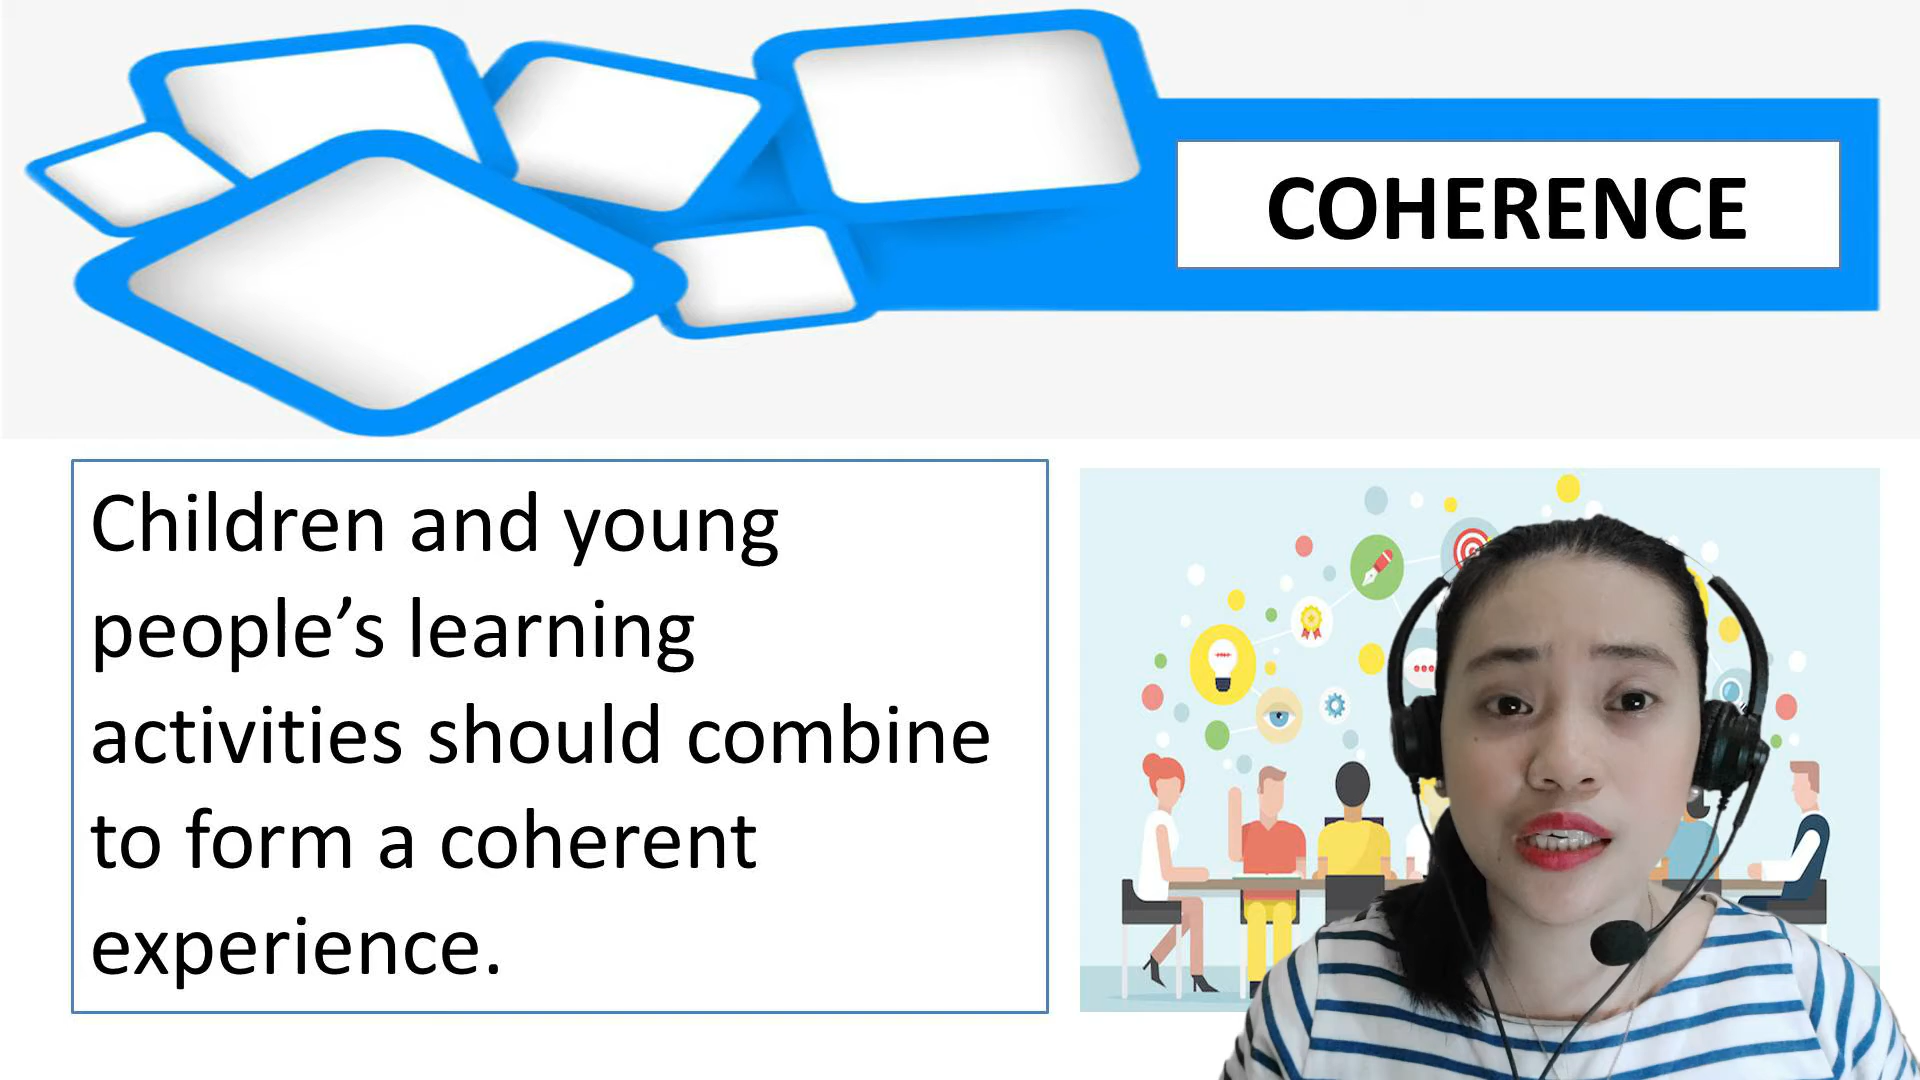 COHERENCE
Children and young
people’s learning
activities should combine
to form a coherent
experience.